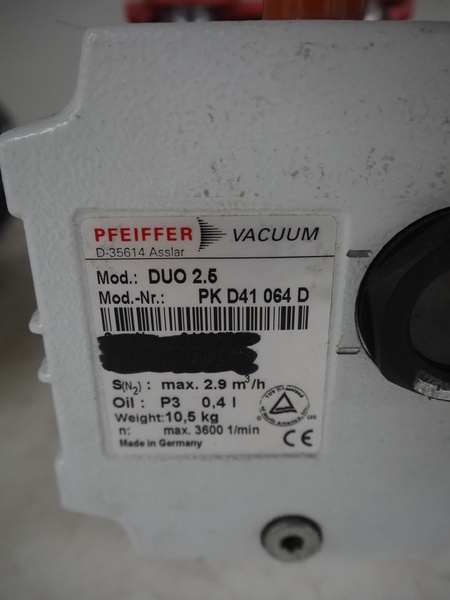 PFEIFFER VACUUM
D-35614 Asslar
Mod.: DUO 2.5
Mod.-Nr.: PK D41 064 D
S(N₂) : max. 2.9 m³/h
Oil : P3 0,4 l
Weight: 10,5 kg
n: max. 3600 1/min
Made in Germany
CE